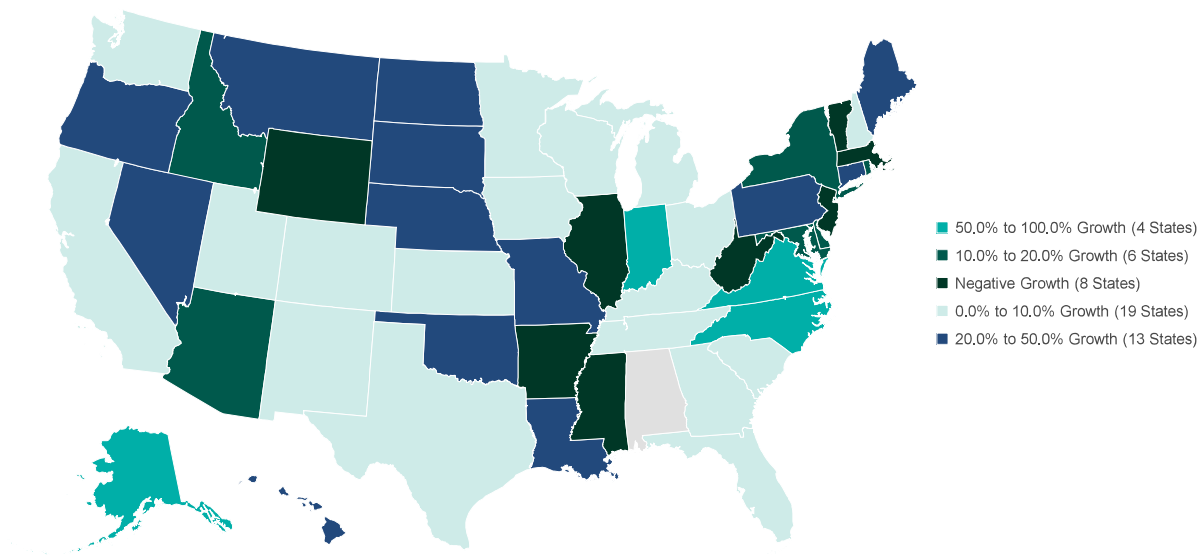 50.0% to 100.0% Growth (4 States)
10.0% to 20.0% Growth (6 States)
Negative Growth (8 States)
0.0% to 10.0% Growth (19 States)
20.0% to 50.0% Growth (13 States)